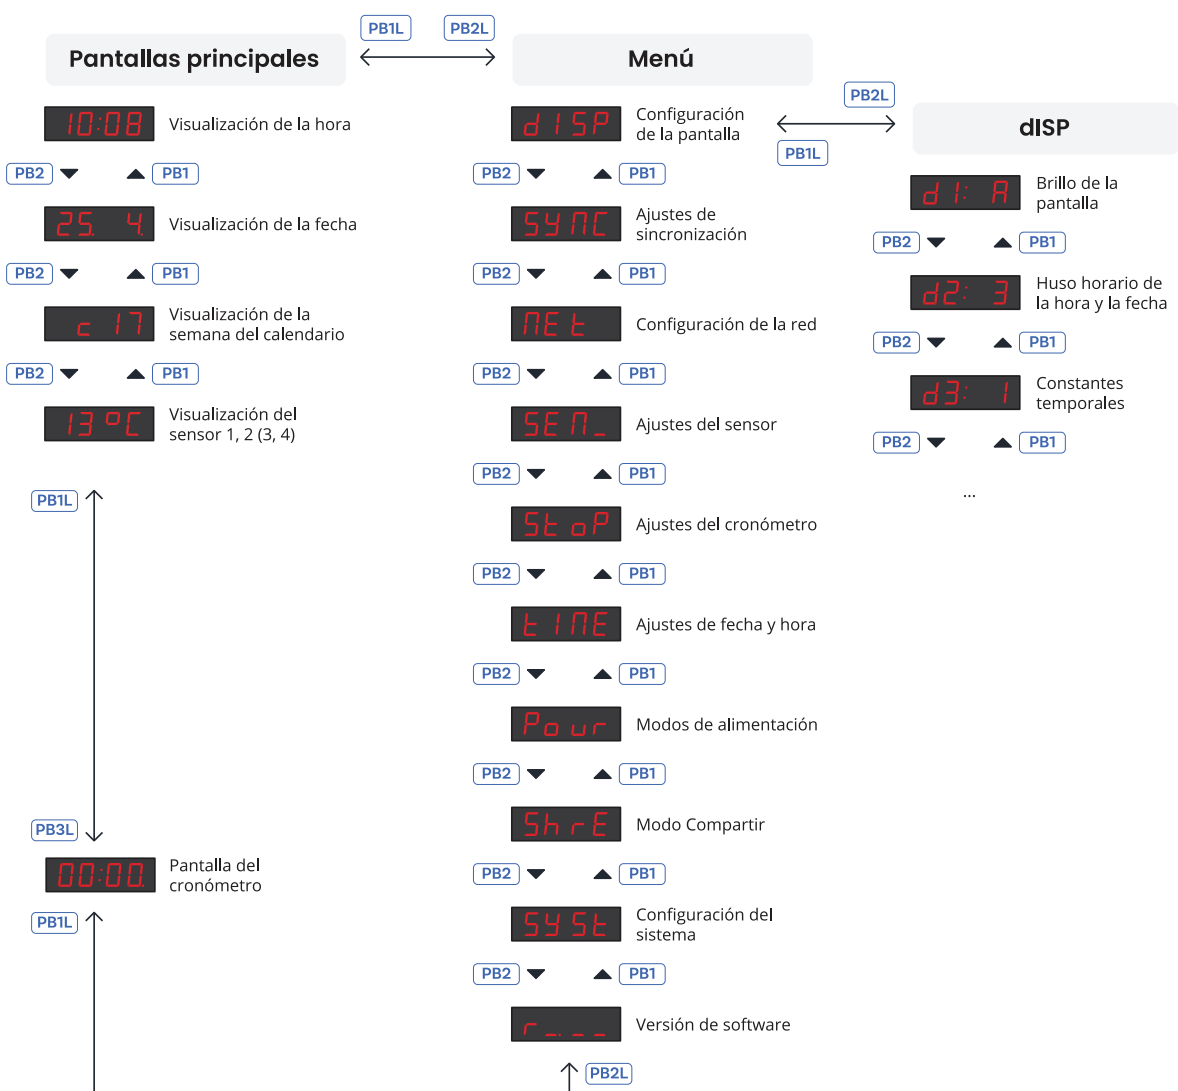 PB1L PB2L
Pantallas principales
10:08 Visualización de la hora
PB2 PB1
25. 4. Visualización de la fecha
PB2 PB1
c 17 Visualización de la
semana del calendario
PB2 PB1
13 °C Visualización del
sensor 1, 2 (3, 4)
PB1L
PB3L
00:00. Pantalla del
cronómetro
PB1L
Menú
dISP Configuración
de la pantalla
PB2 PB1
SYNC Ajustes de
sincronización
PB2 PB1
NEt Configuración de la red
PB2 PB1
SEN_ Ajustes del sensor
PB2 PB1
StoP Ajustes del cronómetro
PB2 PB1
tIME Ajustes de fecha y hora
PB2 PB1
Pour Modos de alimentación
PB2 PB1
ShrE Modo Compartir
PB2 PB1
SYSt Configuración del
sistema
PB2 PB1
r _._ _ Versión de software
PB2L
PB2L
PB1L
dISP
d1: A Brillo de la
pantalla
PB2 PB1
d2: 3 Huso horario de
la hora y la fecha
PB2 PB1
d3: 1 Constantes
temporales
PB2 PB1
...